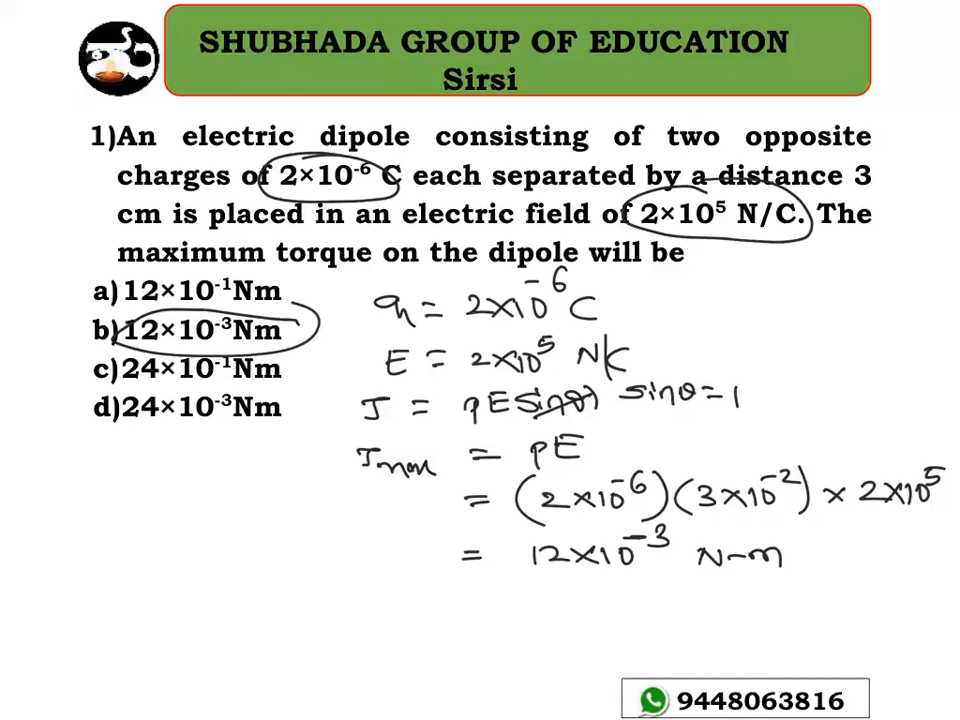 SHUBHADA GROUP OF EDUCATION
Sirsi
1)An electric dipole consisting of two opposite
charges of 2×10⁻⁶ C each separated by a distance 3
cm is placed in an electric field of 2×10⁵ N/C. The
maximum torque on the dipole will be
a)12×10⁻¹Nm
b)12×10⁻³Nm
c)24×10⁻¹Nm
d)24×10⁻³Nm
q = 2×10⁻⁶ C
E = 2×10⁵ N/C
τ = pE sinθ sinθ = 1
τmax = pE
= (2×10⁻⁶)(3×10⁻²) × 2×10⁵
= 12×10⁻³ N-m
9448063816